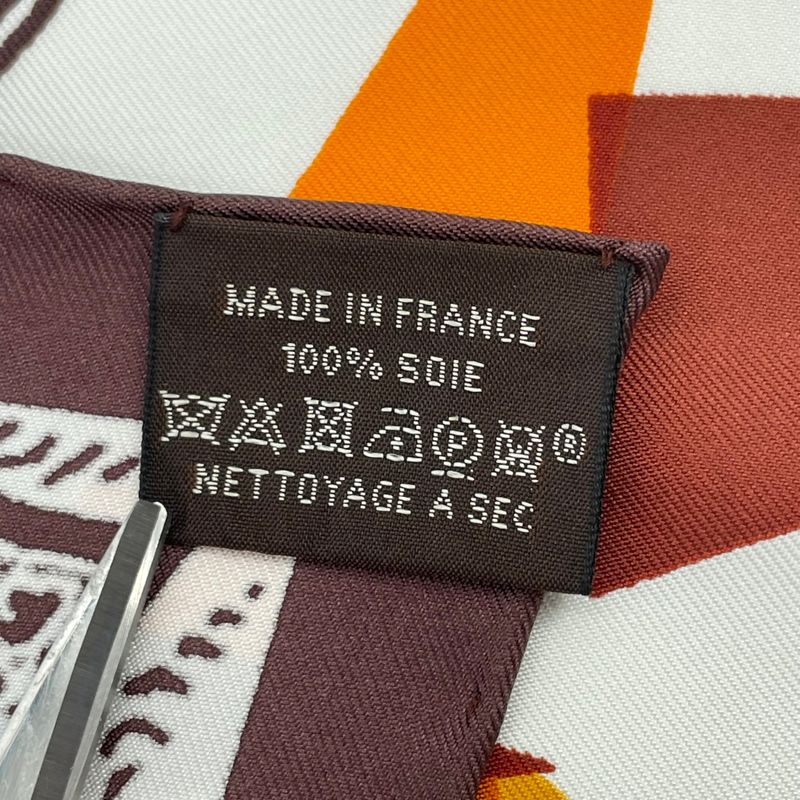 MADE IN FRANCE
100% SOIE
P ®
NETTOYAGE A SEC